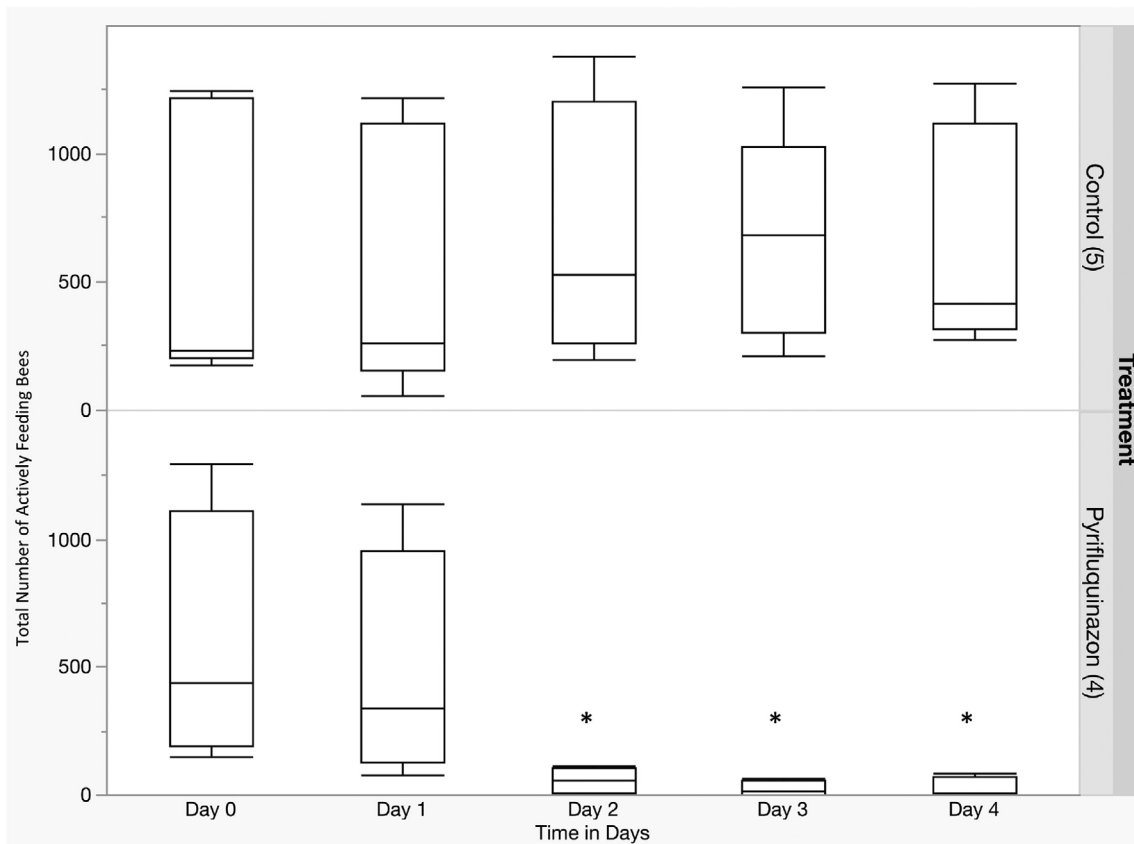 1000
500
0
Control (5)
1000
500
0
Pyrifluquinazon (4)
Treatment
Total Number of Actively Feeding Bees
*
*
*
Day 0
Day 1
Day 2
Day 3
Day 4
Time in Days